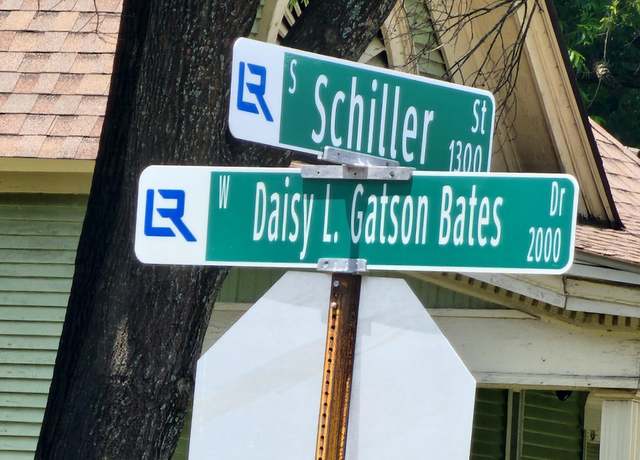 LR S Schiller St 1300
LR W Daisy L. Gatson Bates Dr 2000